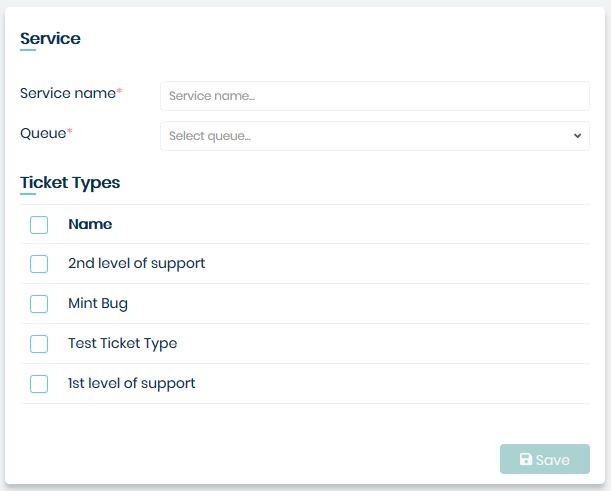 Service
Service name*
Service name...
Queue*
Select queue...
Ticket Types
Name
2nd level of support
Mint Bug
Test Ticket Type
1st level of support
Save